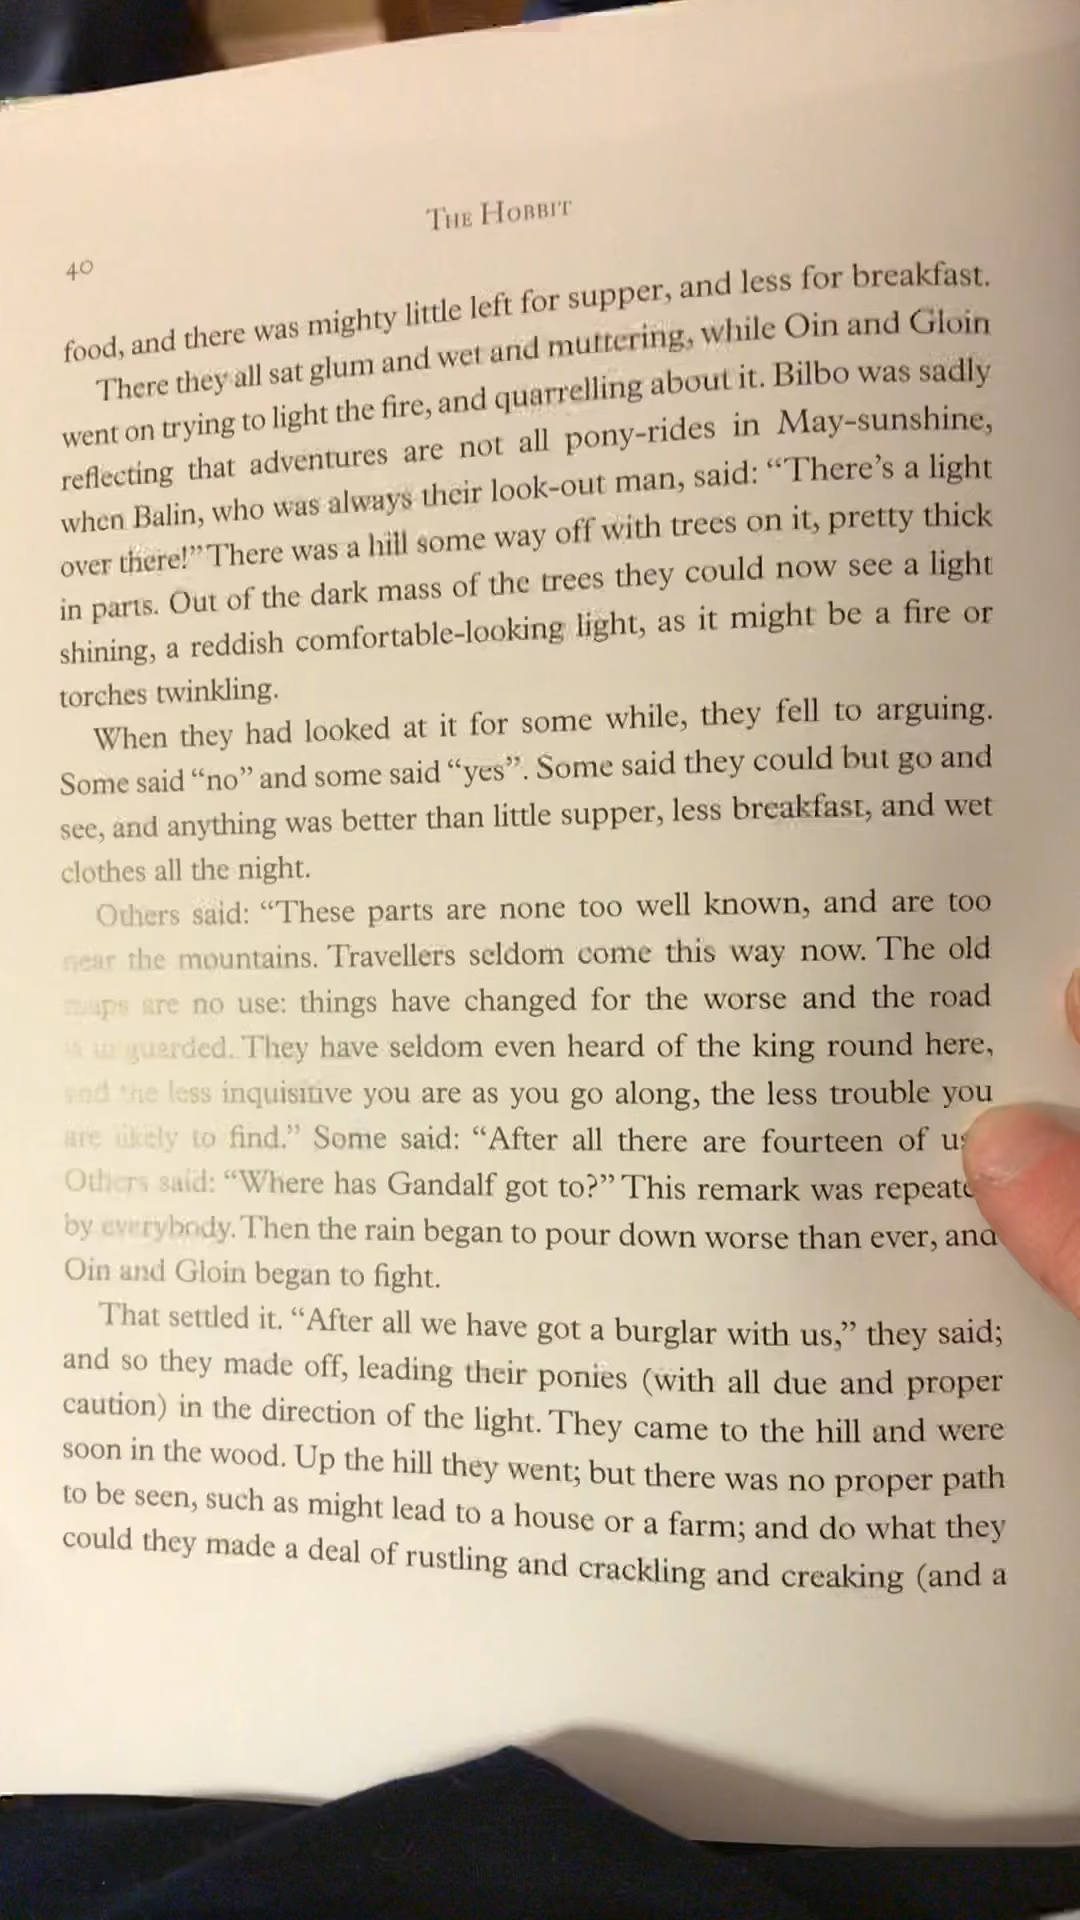 THE HOBBIT
40
food, and there was mighty little left for supper, and less for breakfast.
There they all sat glum and wet and muttering, while Oin and Gloin
went on trying to light the fire, and quarrelling about it. Bilbo was sadly
reflecting that adventures are not all pony-rides in May-sunshine,
when Balin, who was always their look-out man, said: “There’s a light
over there!” There was a hill some way off with trees on it, pretty thick
in parts. Out of the dark mass of the trees they could now see a light
shining, a reddish comfortable-looking light, as it might be a fire or
torches twinkling.
When they had looked at it for some while, they fell to arguing.
Some said “no” and some said “yes”. Some said they could but go and
see, and anything was better than little supper, less breakfast, and wet
clothes all the night.
Others said: “These parts are none too well known, and are too
near the mountains. Travellers seldom come this way now. The old
maps are no use: things have changed for the worse and the road
is unguarded. They have seldom even heard of the king round here,
and the less inquisitive you are as you go along, the less trouble you
are likely to find.” Some said: “After all there are fourteen of
Others said: “Where has Gandalf got to?” This remark was
by everybody. Then the rain began to pour down worse than ever, and
Oin and Gloin began to fight.
That settled it. “After all we have got a burglar with us,” they said;
and so they made off, leading their ponies (with all due and proper
caution) in the direction of the light. They came to the hill and were
soon in the wood. Up the hill they went; but there was no proper path
to be seen, such as might lead to a house or a farm; and do what they
could they made a deal of rustling and crackling and creaking (and a